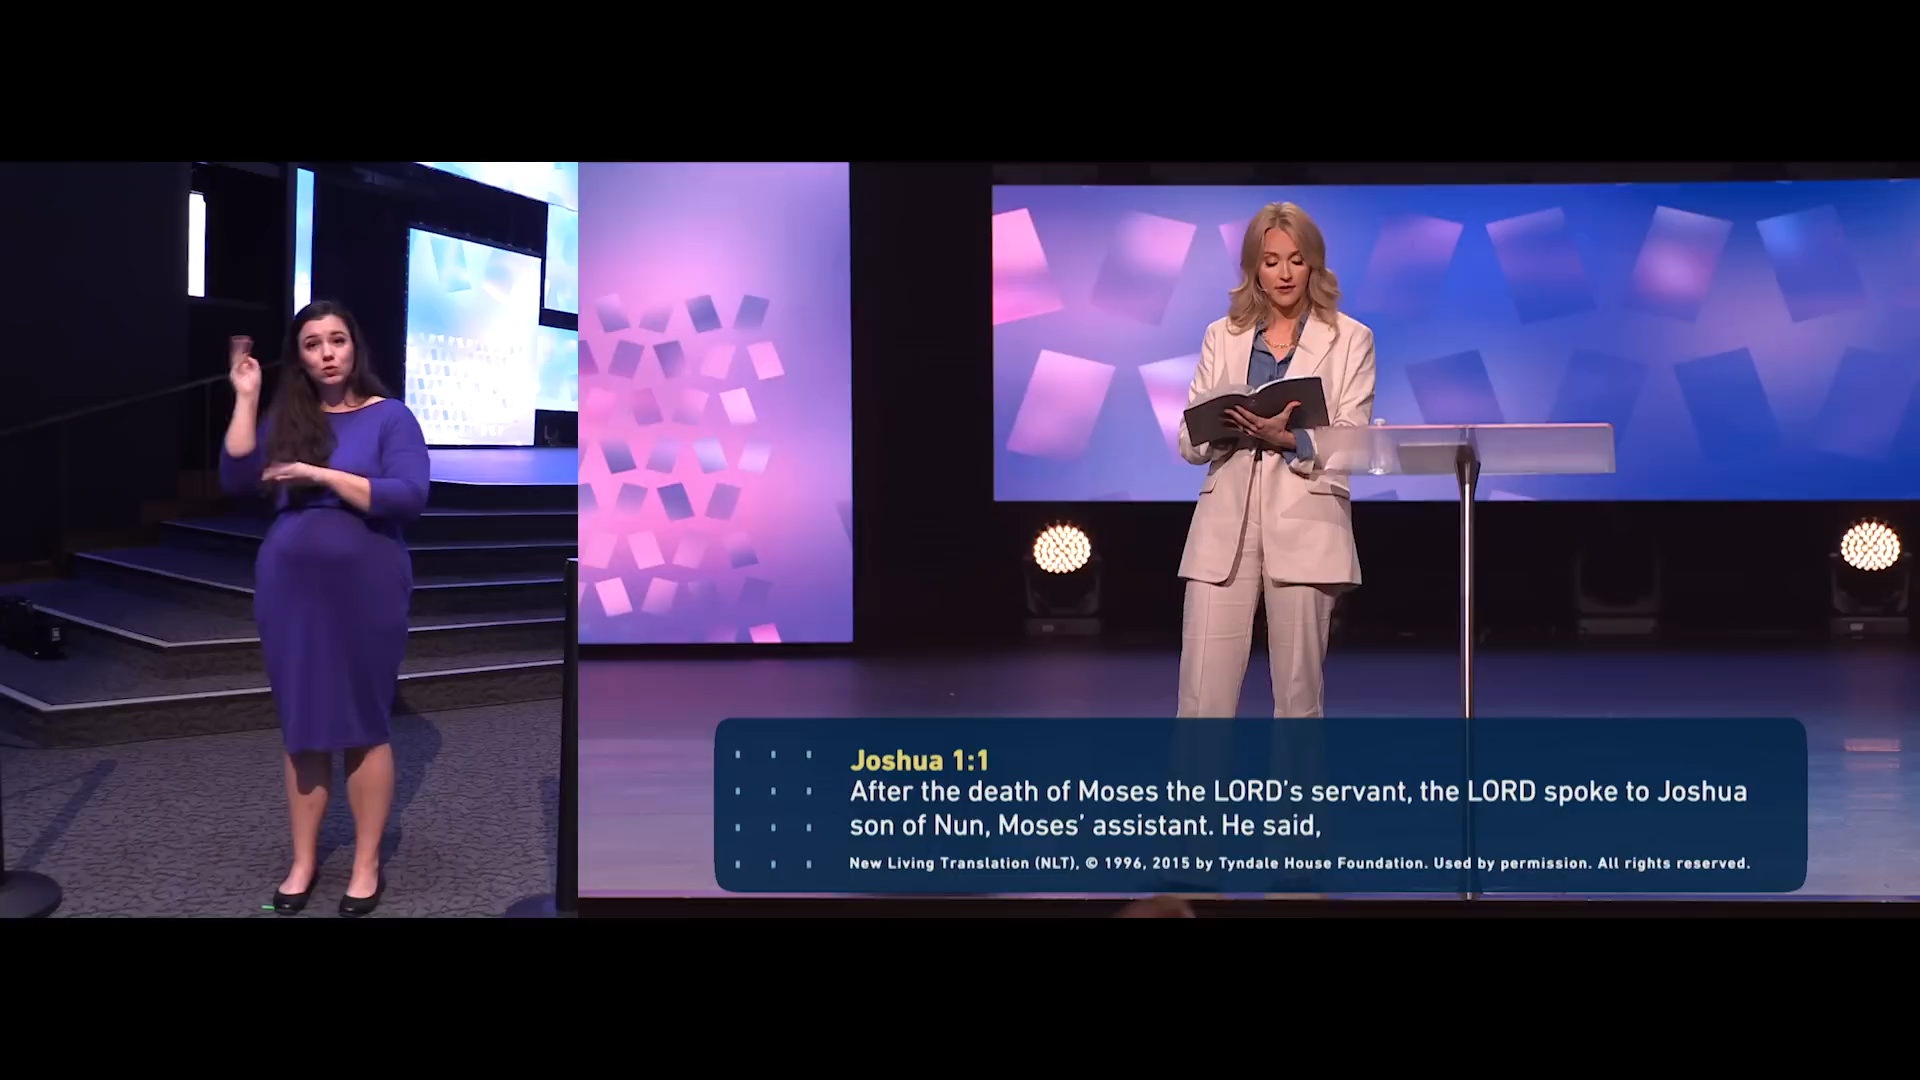 Joshua 1:1
After the death of Moses the LORD's servant, the LORD spoke to Joshua
son of Nun, Moses' assistant. He said,
New Living Translation (NLT), © 1996, 2015 by Tyndale House Foundation. Used by permission. All rights reserved.